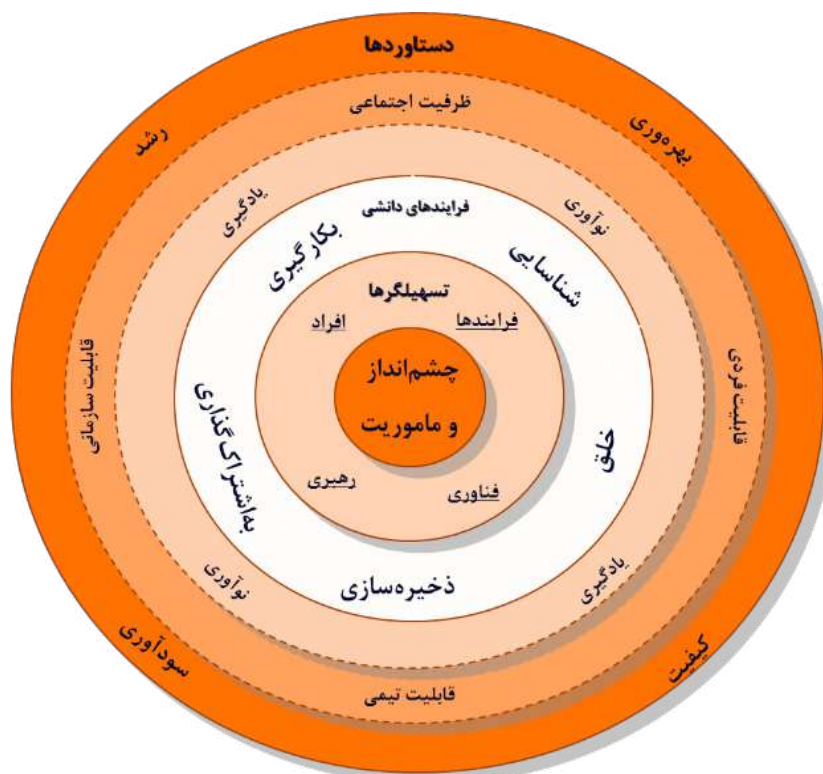 دستاوردها
بهره‌وری
کیفیت
سودآوری
رشد
ظرفیت اجتماعی
قابلیت فردی
قابلیت تیمی
قابلیت سازمانی
نوآوری
یادگیری
نوآوری
یادگیری
فرایندهای دانشی
شناسایی
خلق
ذخیره‌سازی
به‌اشتراک‌گذاری
بکارگیری
تسهیلگرها
فرایندها
فناوری
رهبری
افراد
چشم‌انداز
و ماموریت